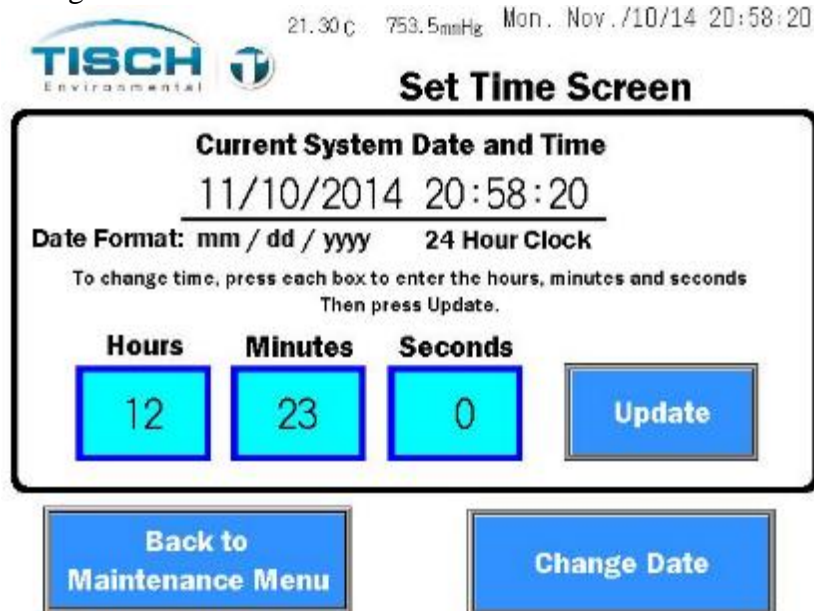 21.30 C 753.5mmHg Mon. Nov./10/14 20:58:20
TISCH
Environmental
Set Time Screen
Current System Date and Time
11/10/2014 20:58:20
Date Format: mm / dd / yyyy 24 Hour Clock
To change time, press each box to enter the hours, minutes and seconds
Then press Update.
Hours Minutes Seconds
12 23 0 Update
Back to
Maintenance Menu
Change Date